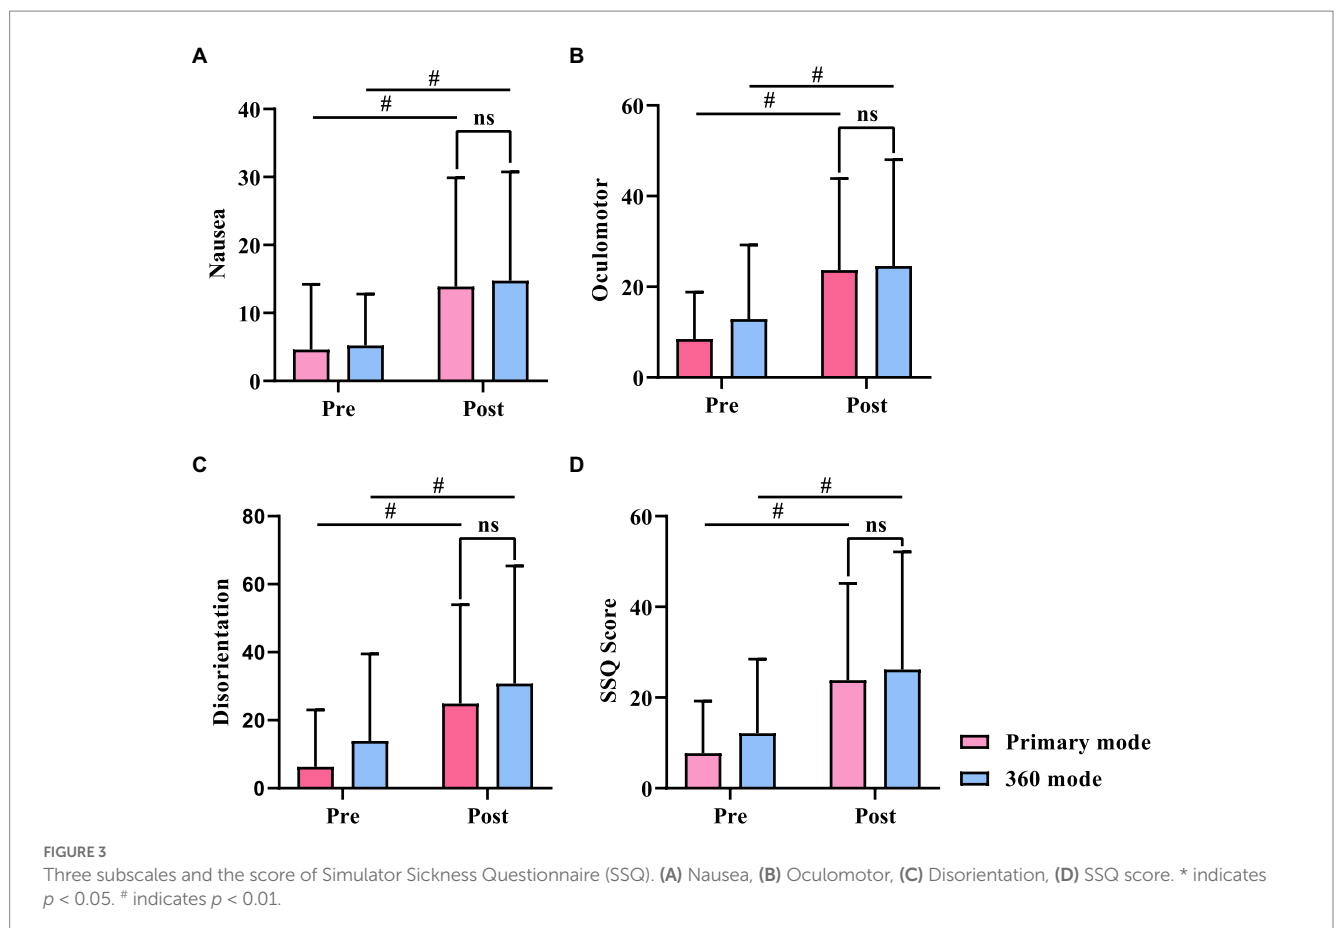 A
#
#
ns
40
30
20
10
0
Nausea
Pre
Post
B
#
#
ns
60
40
20
0
Oculomotor
Pre
Post
C
#
#
ns
80
60
40
20
0
Disorientation
Pre
Post
D
#
#
ns
60
40
20
0
SSQ Score
Pre
Post
Primary mode
360 mode
FIGURE 3
Three subscales and the score of Simulator Sickness Questionnaire (SSQ). (A) Nausea, (B) Oculomotor, (C) Disorientation, (D) SSQ score. * indicates
p < 0.05. # indicates p < 0.01.